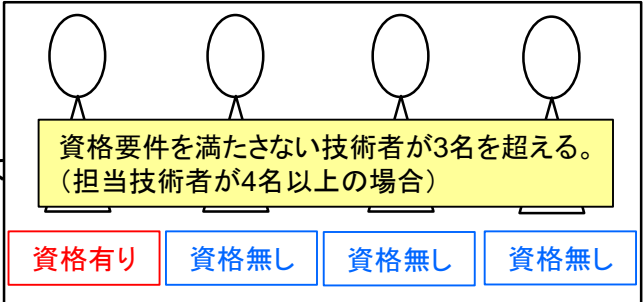 資格要件を満たさない技術者が3名を超える。
（担当技術者が4名以上の場合）
資格有り
資格無し
資格無し
資格無し